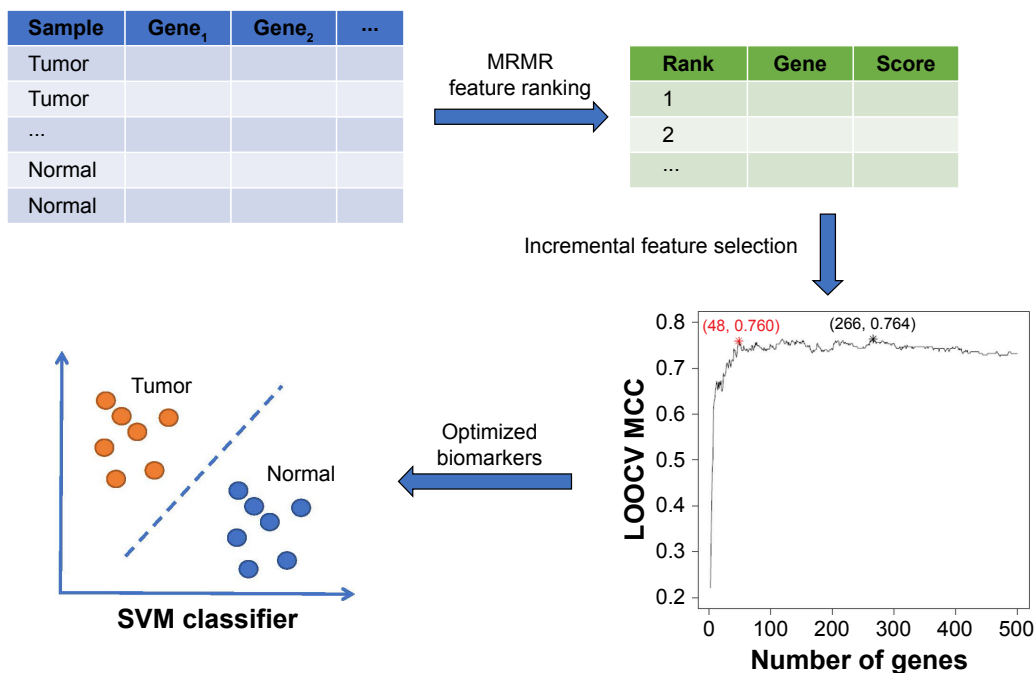 Sample Gene1 Gene2 ...
Tumor
Tumor
...
Normal
Normal
MRMR
feature ranking
Rank Gene Score
1
2
...
Incremental feature selection
(48, 0.760)
(266, 0.764)
0.8
0.7
0.6
0.5
0.4
0.3
0.2
LOOCV MCC
0 100 200 300 400 500
Number of genes
Optimized
biomarkers
Tumor
Normal
SVM classifier